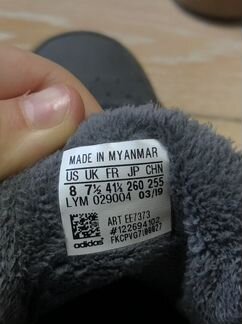 MADE IN MYANMAR
US UK FR JP CHN
8 7½ 41⅓ 260 255
LYM 029004 03/19
ART EE7373
#122694102
adidas